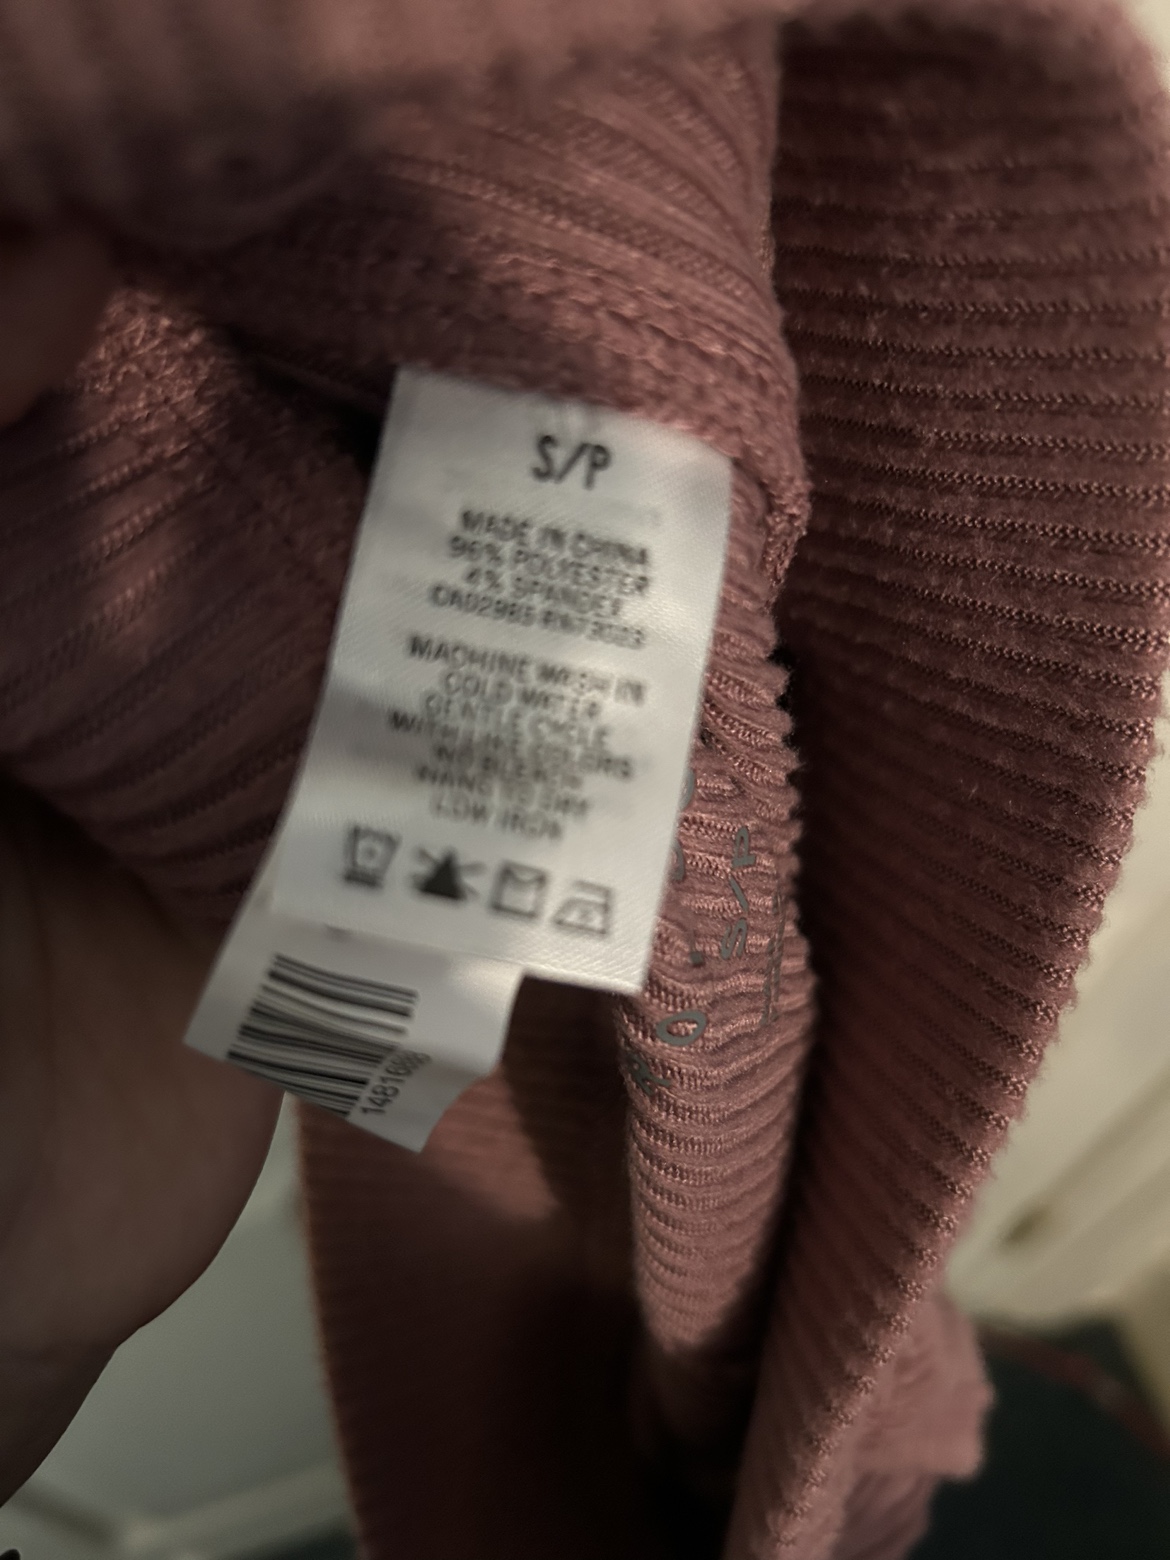 S/P
MADE IN CHINA
96% POLYESTER
4% SPANDEX
MACHINE WASH IN
COLD WATER
GENTLE CYCLE
WITH LIKE COLORS
NO BLEACH
HANG TO DRY
LOW IRON
S/P